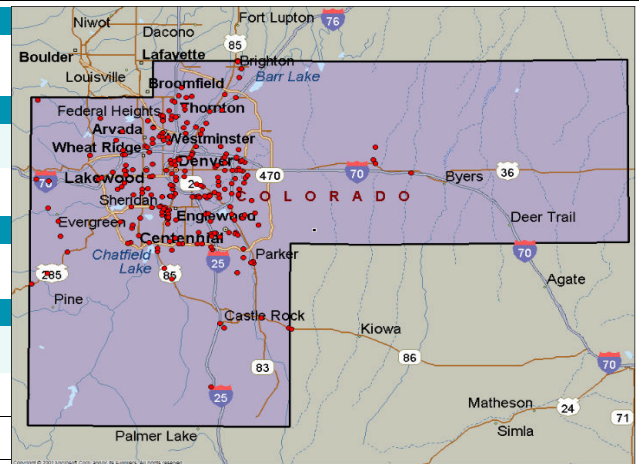 Niwot
Fort Lupton
76
Dacono
85
Boulder
Lafayette
Brighton
Louisville
Barr Lake
Broomfield
Federal Heights
Thornton
Arvada
Westminster
Wheat Ridge
Denver
70
Lakewood
470
70
Byers
36
COLORADO
Sheridan
Englewood
Deer Trail
Evergreen
Centennial
Chatfield
Lake
25
Parker
70
285
85
Agate
Pine
Castle Rock
Kiowa
86
70
83
25
Matheson
24
71
Simla
Palmer Lake